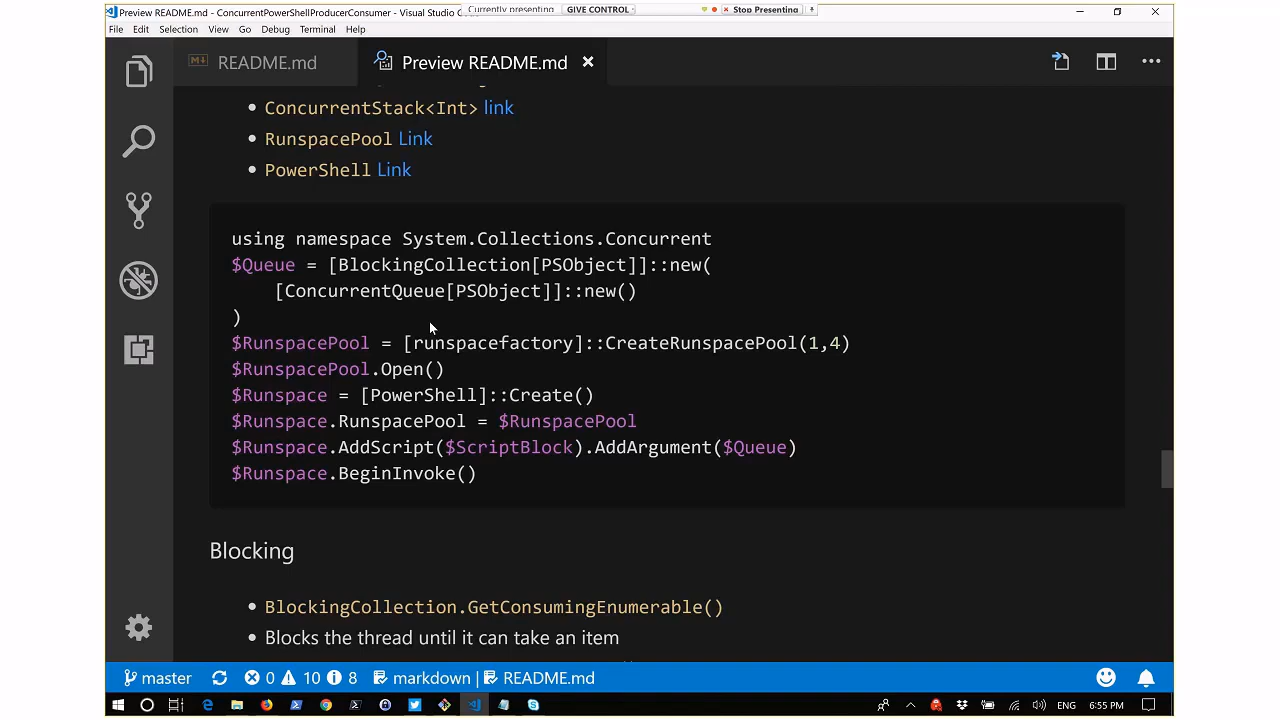 Preview README.md - ConcurrentPowerShellProducerConsumer - Visual Studio
Currently presenting
GIVE CONTROL
Stop Presenting
File Edit Selection View Go Debug Terminal Help
README.md
Preview README.md
ConcurrentStack<Int> link
RunspacePool Link
PowerShell Link
using namespace System.Collections.Concurrent
$Queue = [BlockingCollection[PSObject]]::new(
[ConcurrentQueue[PSObject]]::new()
)
$RunspacePool = [runspacefactory]::CreateRunspacePool(1,4)
$RunspacePool.Open()
$Runspace = [PowerShell]::Create()
$Runspace.RunspacePool = $RunspacePool
$Runspace.AddScript($ScriptBlock).AddArgument($Queue)
$Runspace.BeginInvoke()
Blocking
BlockingCollection.GetConsumingEnumerable()
Blocks the thread until it can take an item
master 0 10 8 markdown | README.md
ENG 6:55 PM